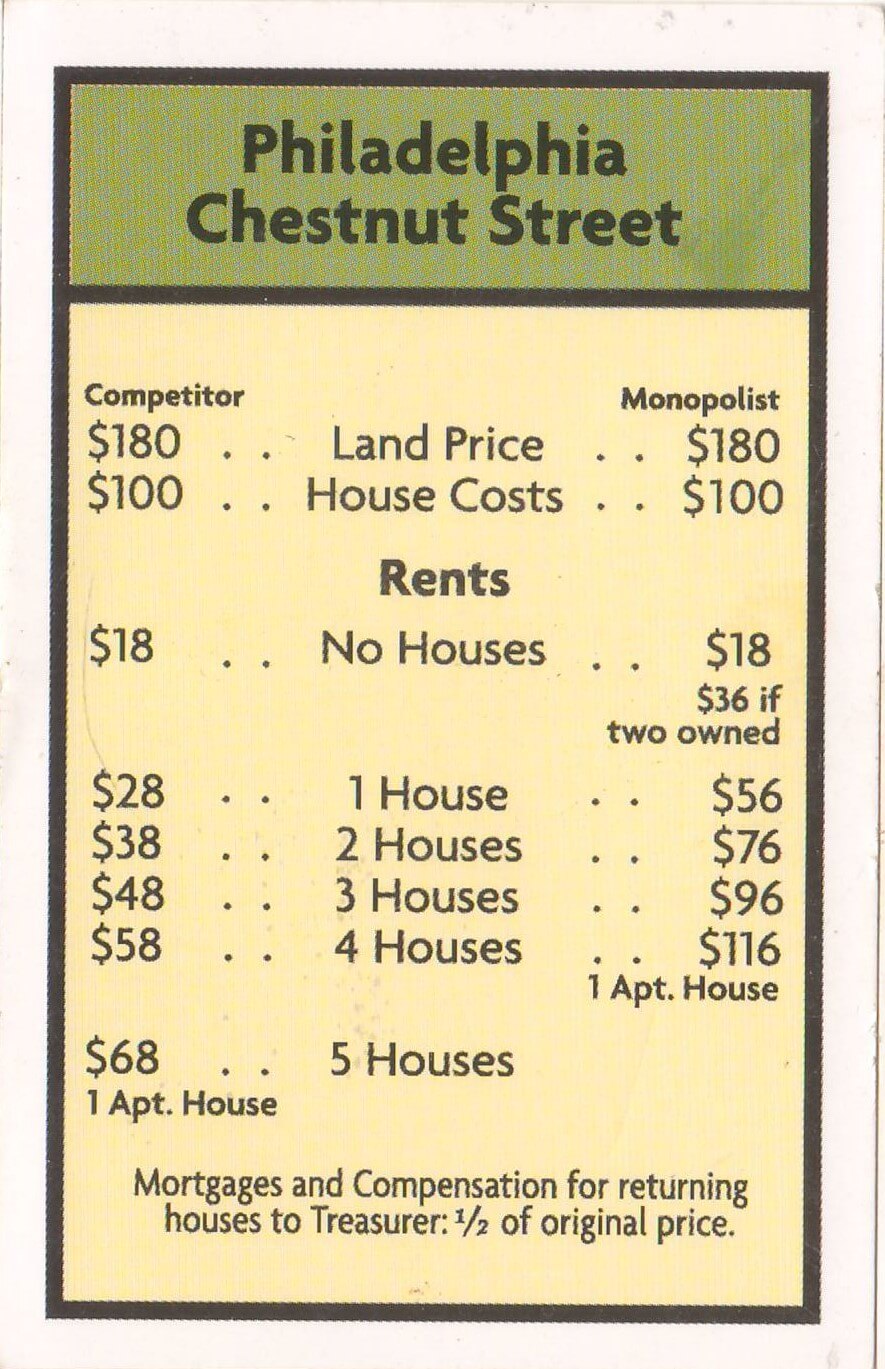 Philadelphia
Chestnut Street
Competitor Monopolist
$180 . . Land Price . . $180
$100 . . House Costs . . $100
Rents
$18 . . No Houses . . $18
$36 if
two owned
$28 . . 1 House . . $56
$38 . . 2 Houses . . $76
$48 . . 3 Houses . . $96
$58 . . 4 Houses . . $116
1 Apt. House
$68 . . 5 Houses
1 Apt. House
Mortgages and Compensation for returning
houses to Treasurer: ½ of original price.